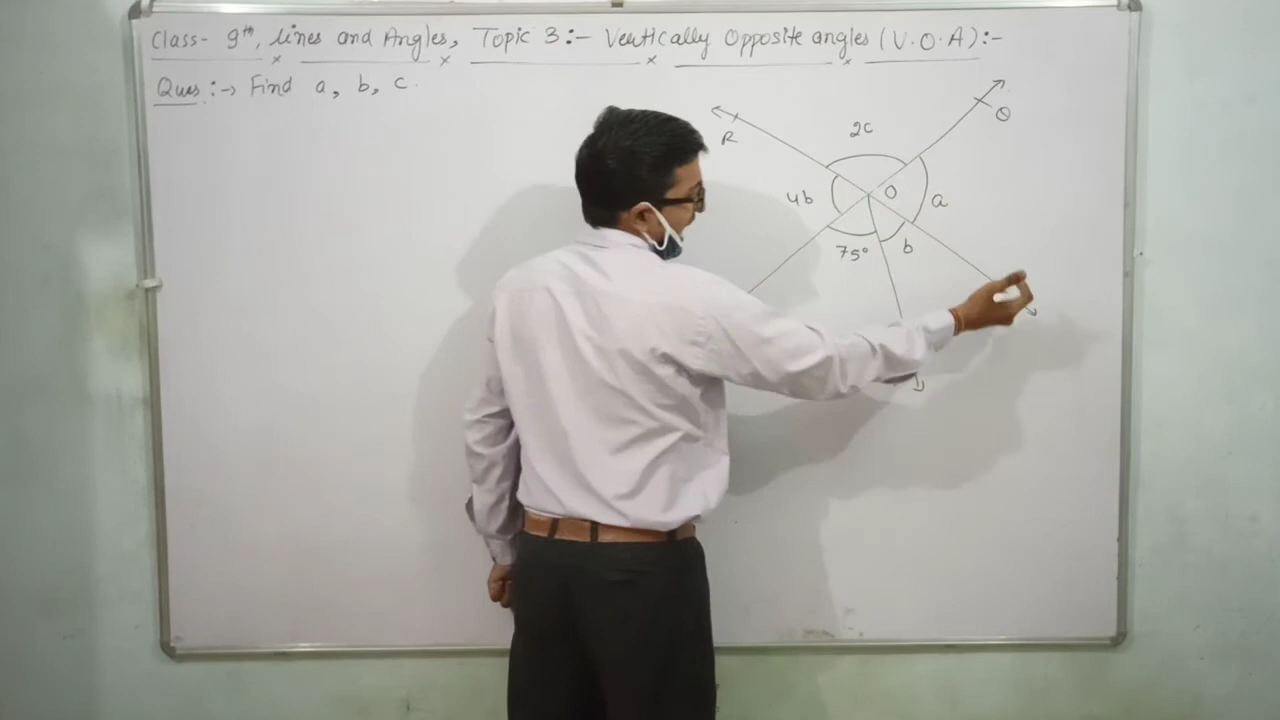 Class- 9th, Lines and Angles, Topic 3:- Vertically Opposite angles (V.O.A):-
Ques:-> Find a, b, c.
2c
R
Q
4b
O
a
75°
b